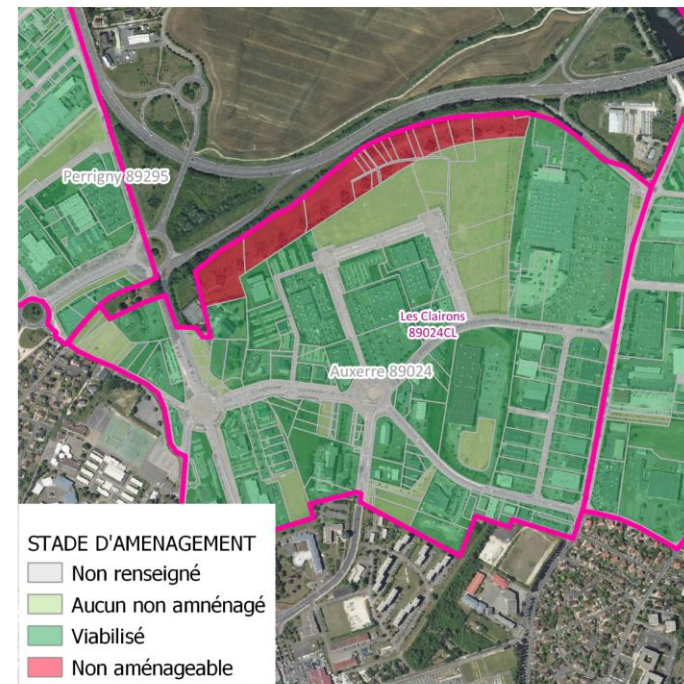 Perrigny 89295
Les Clairons
89024CL
Auxerre 89024
STADE D'AMENAGEMENT
Non renseigné
Aucun non amnénagé
Viabilisé
Non aménageable